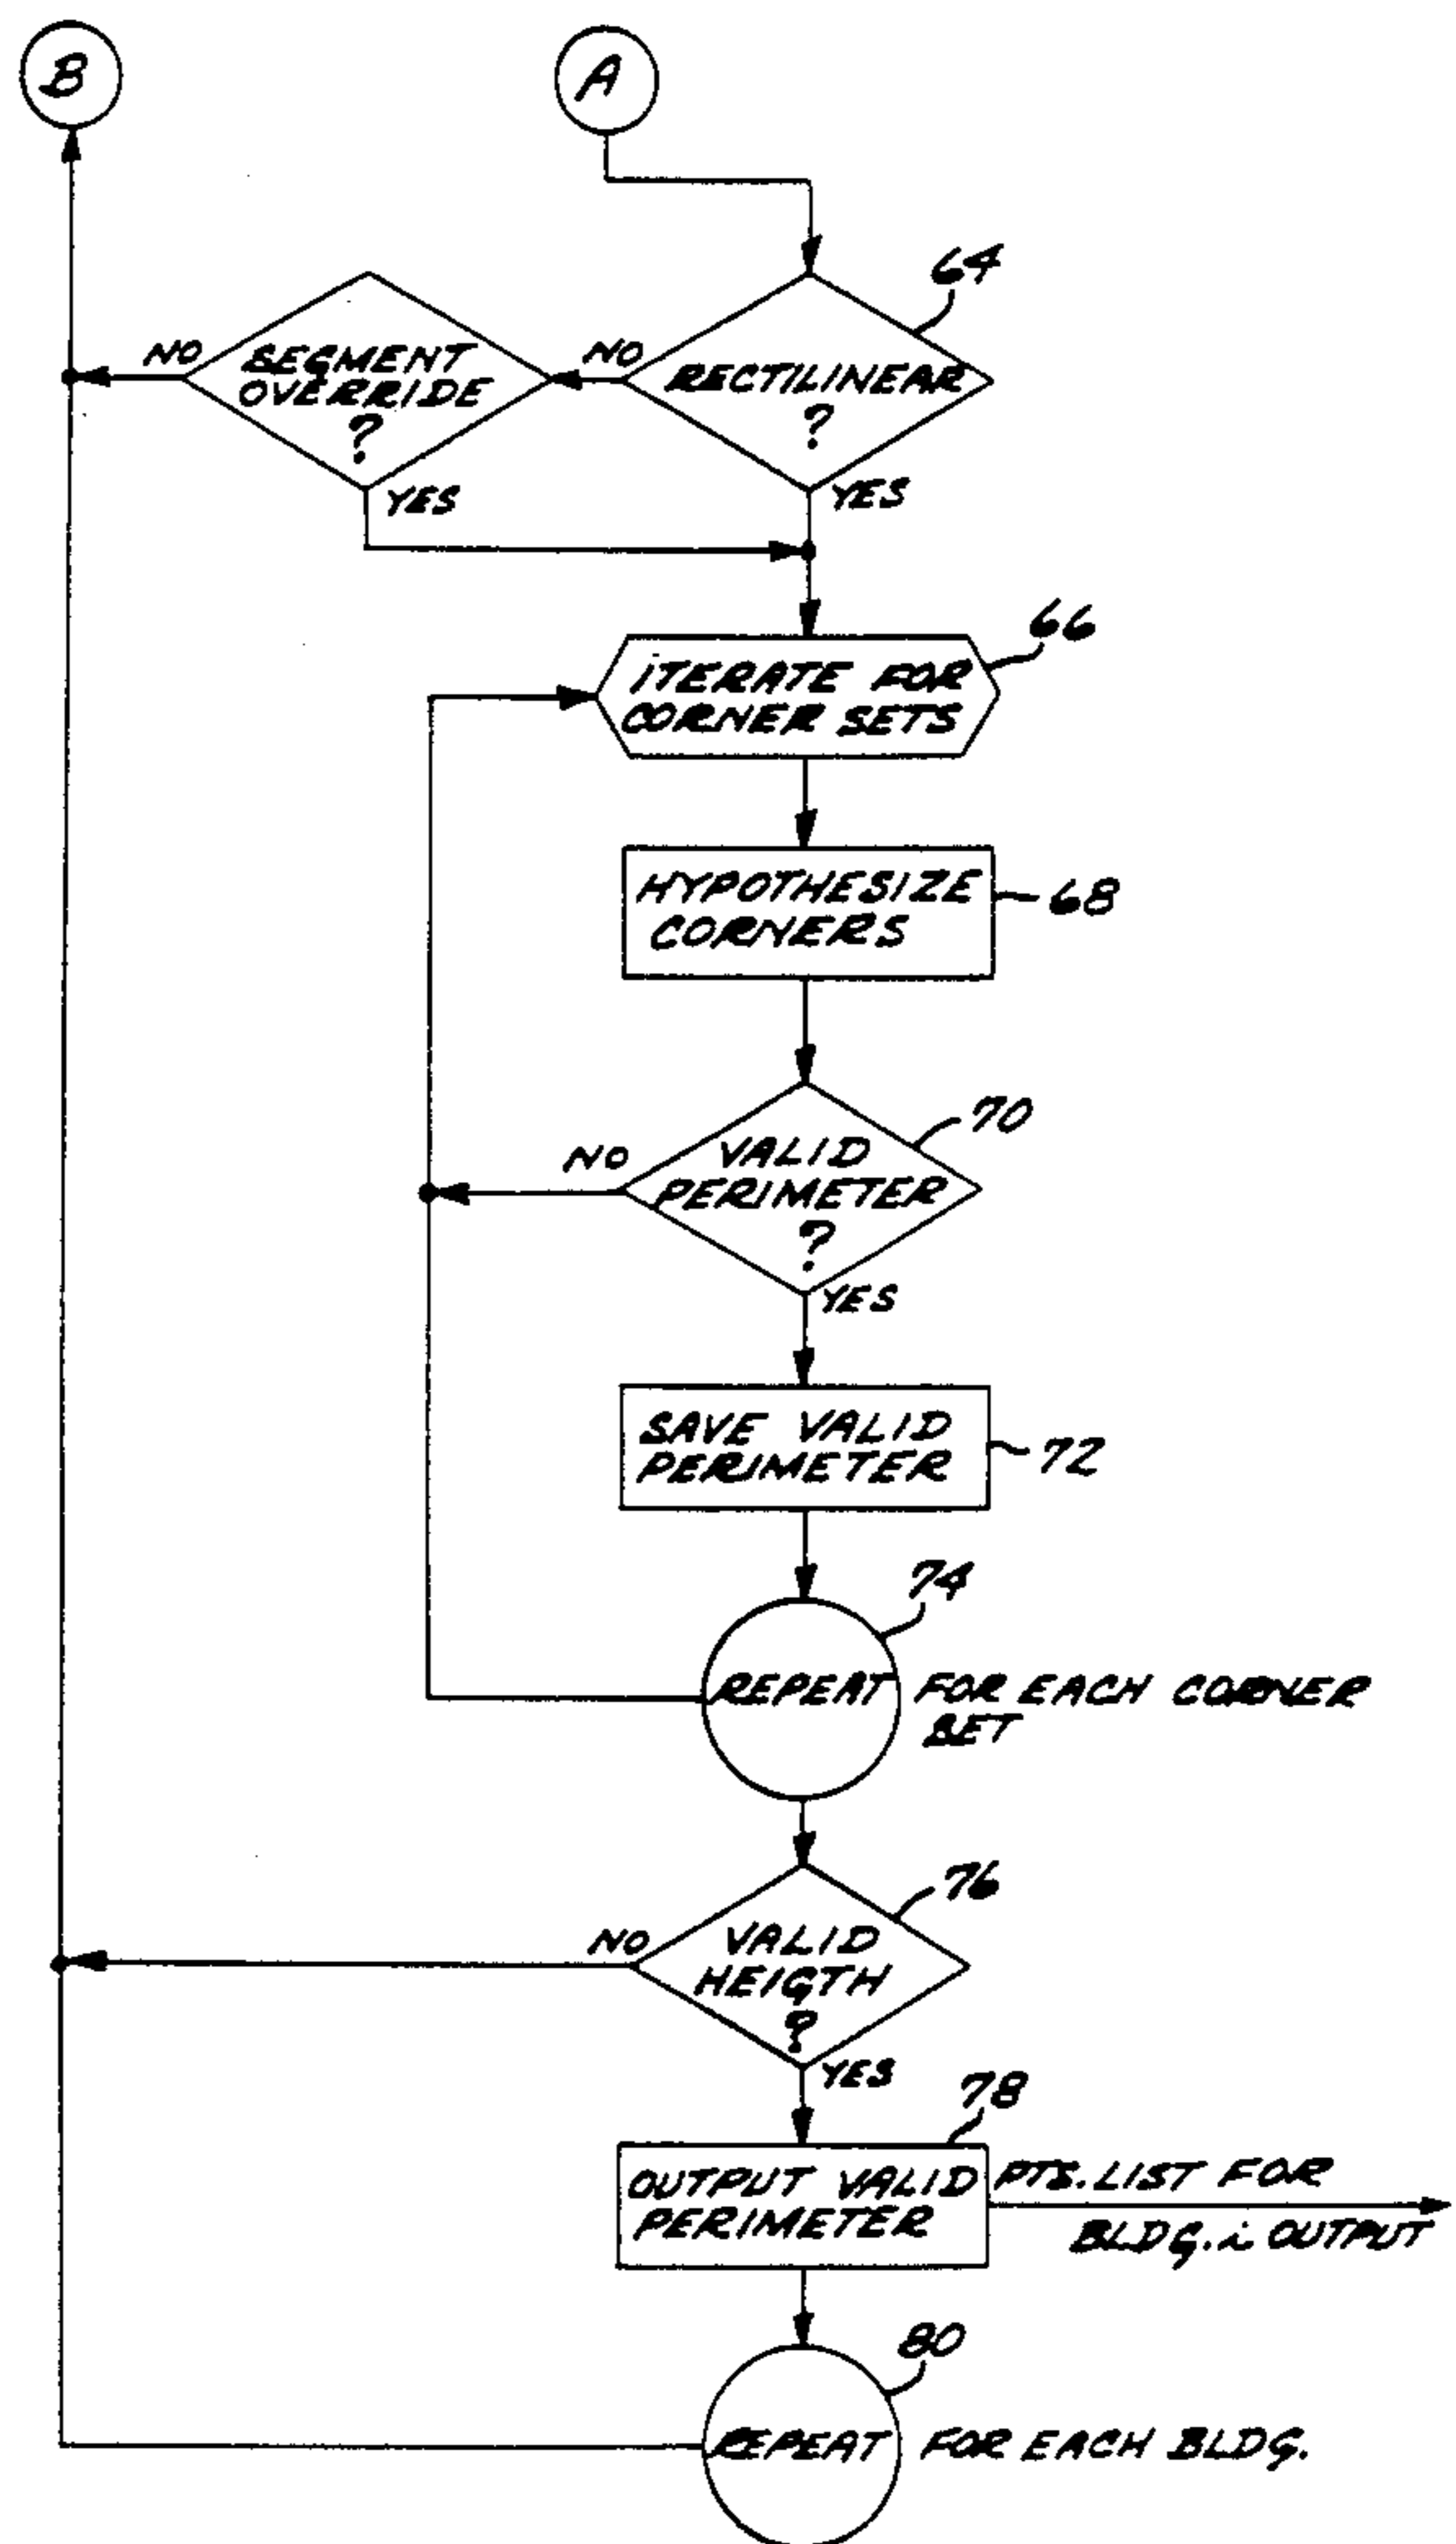 B
A
64
NO
SEGMENT
OVERRIDE
?
NO
RECTILINEAR
?
YES
YES
66
ITERATE FOR
CORNER SETS
HYPOTHESIZE
CORNERS
68
70
NO
VALID
PERIMETER
?
YES
SAVE VALID
PERIMETER
72
74
REPEAT FOR EACH CORNER
SET
76
NO
VALID
HEIGTH
?
YES
78
OUTPUT VALID
PERIMETER
PTS. LIST FOR
BLDG. i OUTPUT
80
REPEAT FOR EACH BLDG.